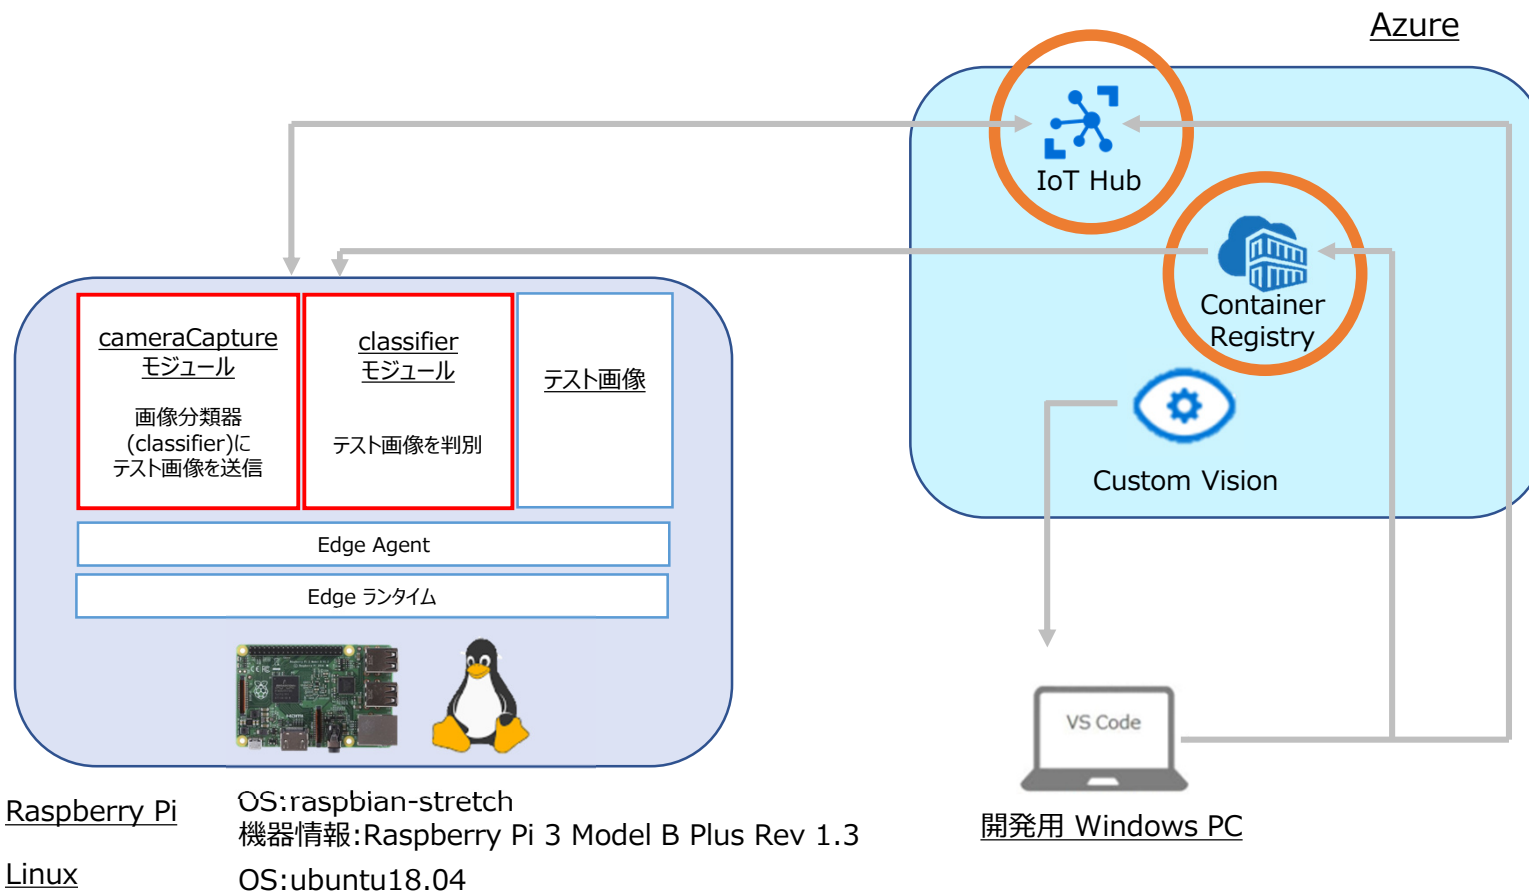 Azure
IoT Hub
Container
Registry
Custom Vision
cameraCapture
モジュール
画像分類器
(classifier)に
テスト画像を送信
classifier
モジュール
テスト画像を判別
テスト画像
Edge Agent
Edge ランタイム
VS Code
開発用 Windows PC
Raspberry Pi
OS:raspbian-stretch
機器情報:Raspberry Pi 3 Model B Plus Rev 1.3
Linux
OS:ubuntu18.04